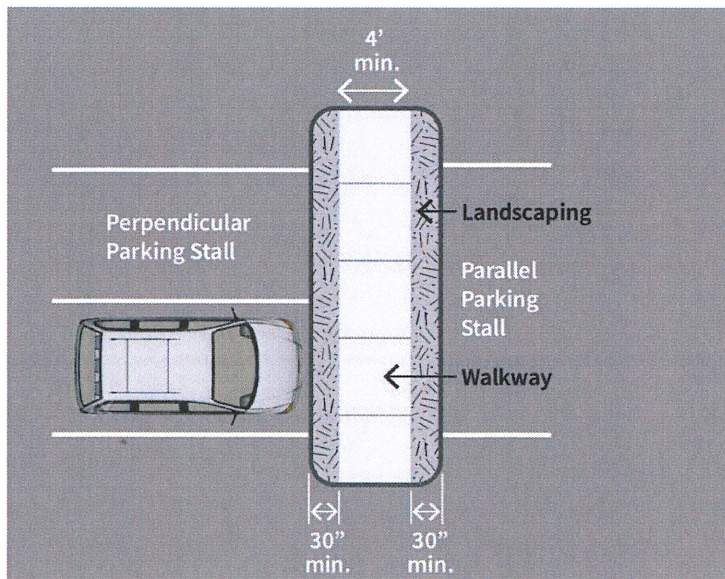 4’
min.
Perpendicular
Parking Stall
Landscaping
Parallel
Parking
Stall
Walkway
30”
min.
30”
min.